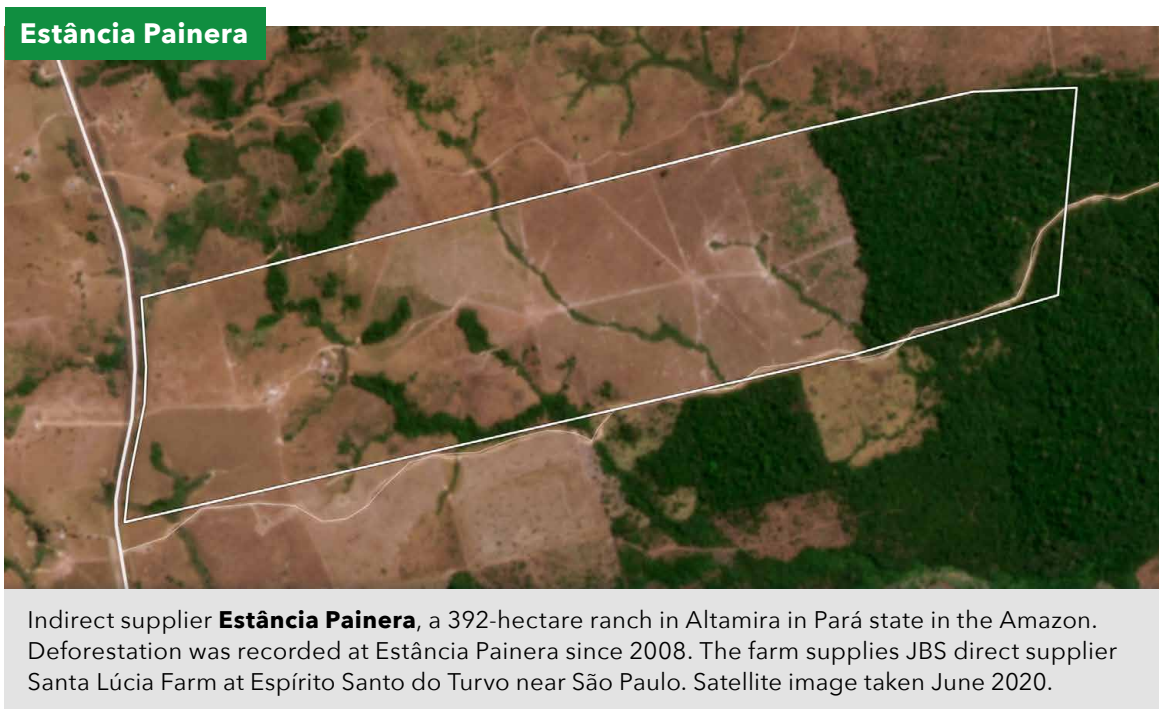 Estância Painera
Indirect supplier Estância Painera, a 392-hectare ranch in Altamira in Pará state in the Amazon.
Deforestation was recorded at Estância Painera since 2008. The farm supplies JBS direct supplier
Santa Lúcia Farm at Espírito Santo do Turvo near São Paulo. Satellite image taken June 2020.